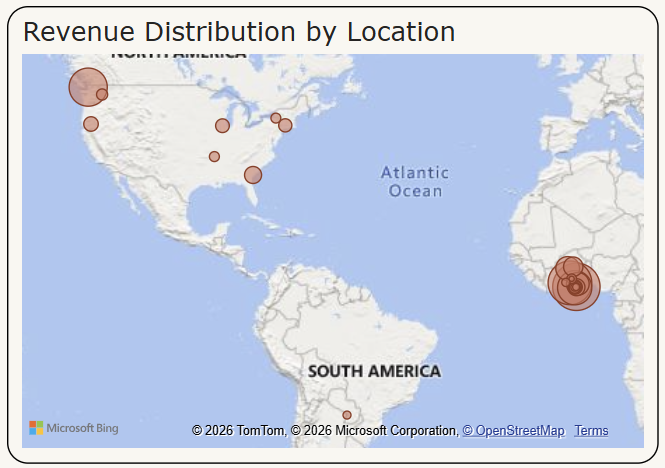 Revenue Distribution by Location
NORTH AMERICA
Atlantic
Ocean
SOUTH AMERICA
Microsoft Bing
© 2026 TomTom, © 2026 Microsoft Corporation, © OpenStreetMap Terms